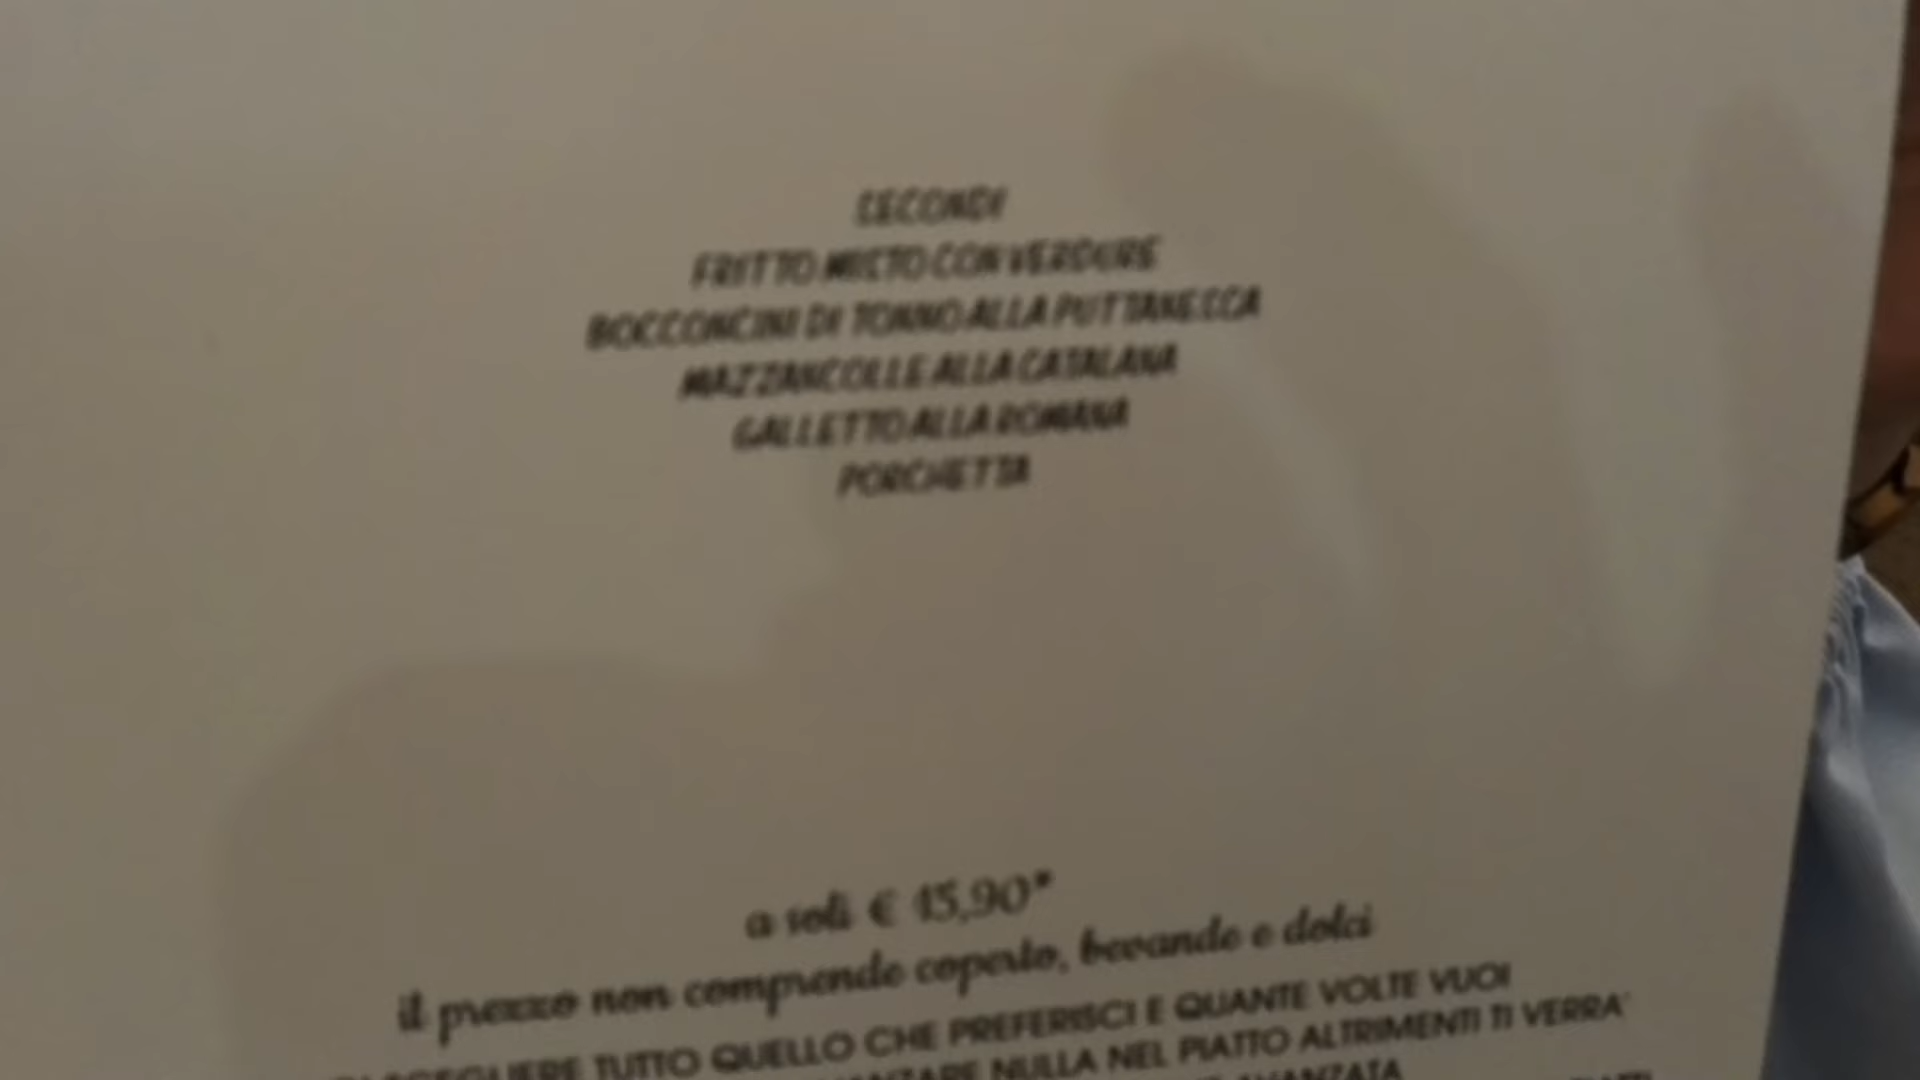 SECONDI
FRITTO MISTO CON VERDURE
BOCCONCINI DI TONNO ALLA PUTTANESCA
MAZZANCOLLE ALLA CATALANA
GALLETTO ALLA ROMANA
PORCHETTA
a soli € 15,90*
il prezzo non comprende coperto, bevande e dolci
SCEGLIERE TUTTO QUELLO CHE PREFERISCI E QUANTE VOLTE VUOI
NULLA NEL PIATTO ALTRIMENTI TI VERRA'
AVANZATA